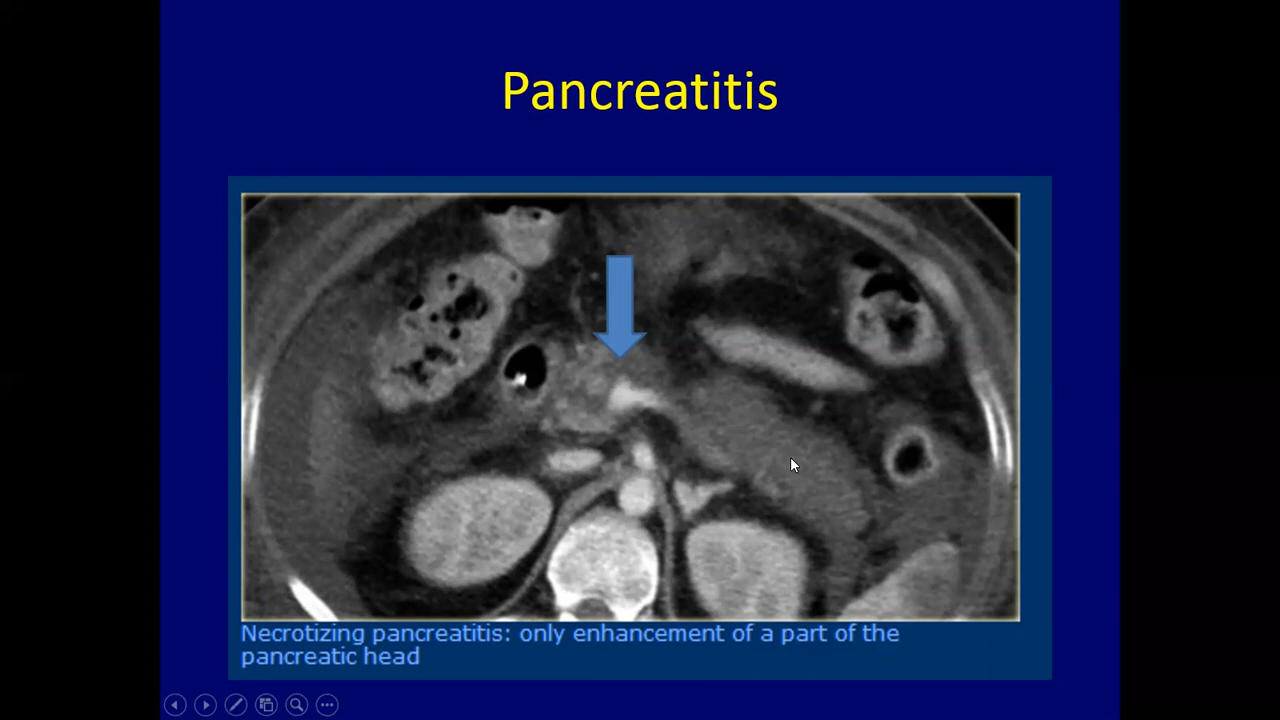 Pancreatitis
Necrotizing pancreatitis: only enhancement of a part of the
pancreatic head